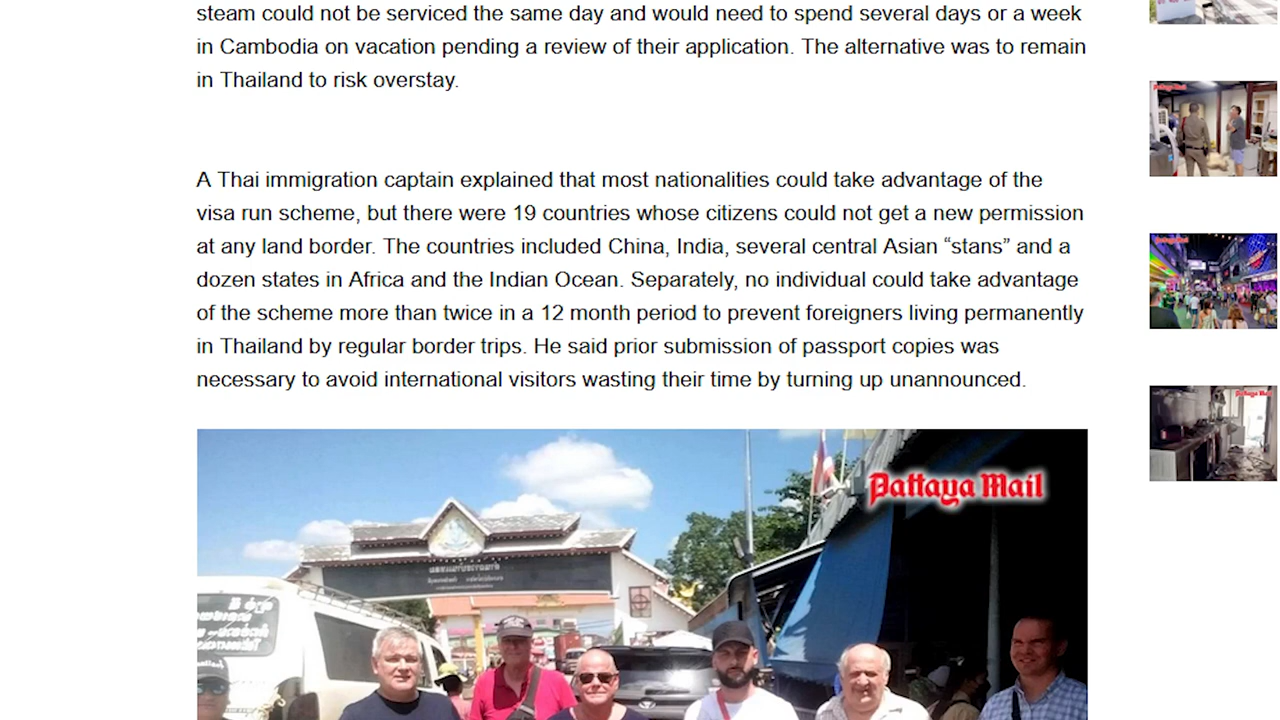 steam could not be serviced the same day and would need to spend several days or a week
in Cambodia on vacation pending a review of their application. The alternative was to remain
in Thailand to risk overstay.
A Thai immigration captain explained that most nationalities could take advantage of the
visa run scheme, but there were 19 countries whose citizens could not get a new permission
at any land border. The countries included China, India, several central Asian “stans” and a
dozen states in Africa and the Indian Ocean. Separately, no individual could take advantage
of the scheme more than twice in a 12 month period to prevent foreigners living permanently
in Thailand by regular border trips. He said prior submission of passport copies was
necessary to avoid international visitors wasting their time by turning up unannounced.
Pattaya Mail
Pattaya Mail
Pattaya Mail
Pattaya Mail